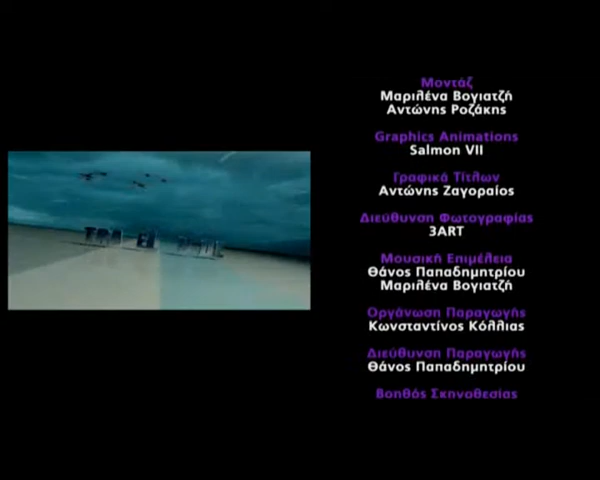 Μοντάζ
Μαριλένα Βογιατζή
Αντώνης Ροζάκης
Graphics Animations
Salmon VII
Γραφικά Τίτλων
Αντώνης Ζαγοραίος
Διεύθυνση Φωτογραφίας
3ART
Μουσική Επιμέλεια
Θάνος Παπαδημητρίου
Μαριλένα Βογιατζή
Οργάνωση Παραγωγής
Κωνσταντίνος Κόλλιας
Διεύθυνση Παραγωγής
Θάνος Παπαδημητρίου
Βοηθός Σκηνοθεσίας